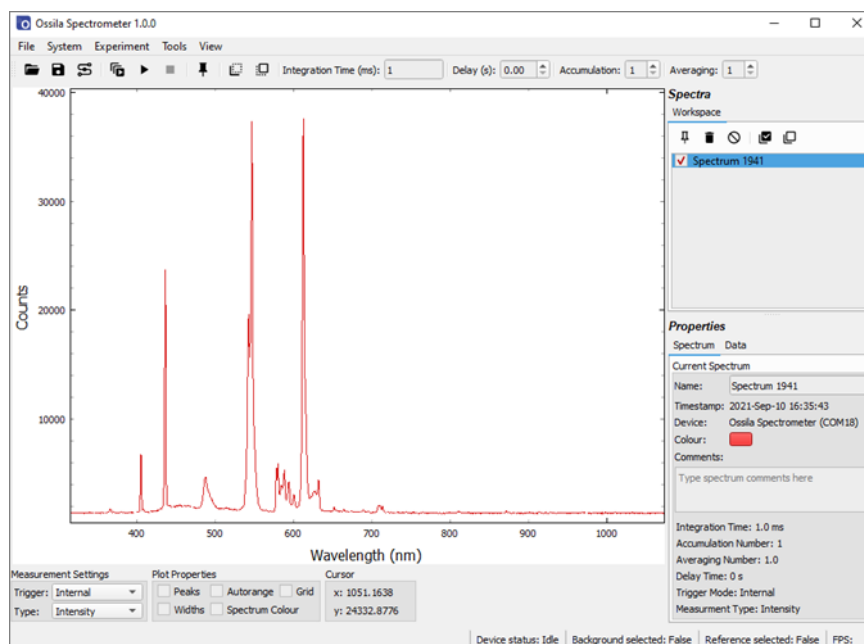 Ossila Spectrometer 1.0.0
File System Experiment Tools View
Integration Time (ms): 1 Delay (s): 0.00 Accumulation: 1 Averaging: 1
40000
30000
20000
10000
Counts
400 500 600 700 800 900 1000
Wavelength (nm)
Spectra
Workspace
Spectrum 1941
Properties
Spectrum Data
Current Spectrum
Name: Spectrum 1941
Timestamp: 2021-Sep-10 16:35:43
Device: Ossila Spectrometer (COM18)
Colour:
Comments:
Type spectrum comments here
Integration Time: 1.0 ms
Accumulation Number: 1
Averaging Number: 1.0
Delay Time: 0 s
Trigger Mode: Internal
Measurment Type: Intensity
Measurement Settings
Trigger: Internal
Type: Intensity
Plot Properties
Peaks Autorange Grid
Widths Spectrum Colour
Cursor
x: 1051.1638
y: 24332.8776
Device status: Idle Background selected: False Reference selected: False FPS: